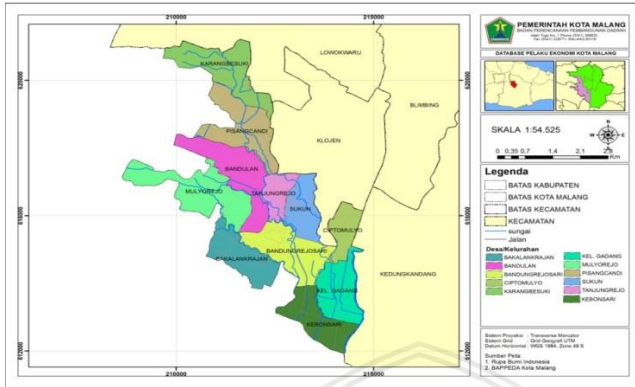 210000
215000
620000
616000
612000
LOWOKWARU
KARANGBESUKI
BLIMBING
KLOJEN
PISANGCANDI
BANDULAN
MULYOREJO
TANJUNGREJO
SUKUN
CIPTOMULYO
BANDUNGREJOSARI
BAKALANKRAJAN
KEDUNGKANDANG
KEL. GADANG
KEBONSARI
210000
215000
PEMERINTAH KOTA MALANG
BADAN PERENCANAAN PEMBANGUNAN DAERAH
DATABASE PELAKU EKONOMI KOTA MALANG
SKALA 1:54.525
0 0.35 0.7 1.4 2.1 2.8
Km
Legenda
BATAS KABUPATEN
BATAS KOTA MALANG
BATAS KECAMATAN
KECAMATAN
sungai
Jalan
Desa/Kelurahan
BAKALANKRAJAN
BANDULAN
BANDUNGREJOSARI
CIPTOMULYO
KARANGBESUKI
KEL. GADANG
MULYOREJO
PISANGCANDI
SUKUN
TANJUNGREJO
KEBONSARI
Sistem Proyeksi : Transverse Mercator
Sistem Grid : Grid Geografi UTM
Datum Horizontal : WGS 1984, Zone 49 S
Sumber Peta:
1. Rupa Bumi Indonesia
2. BAPPEDA Kota Malang